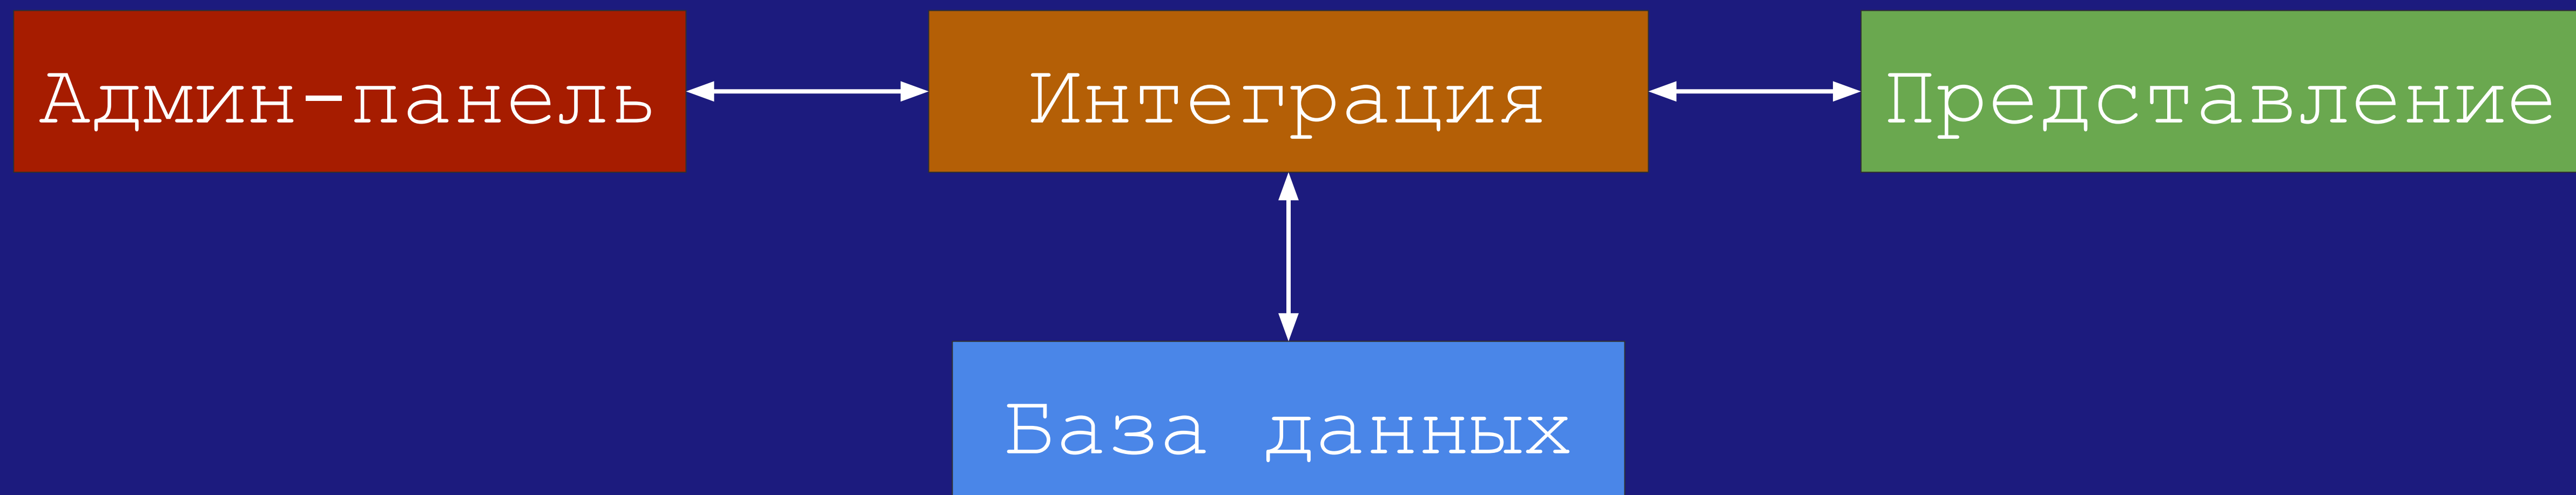 Админ-панель
Интеграция
Представление
База данных